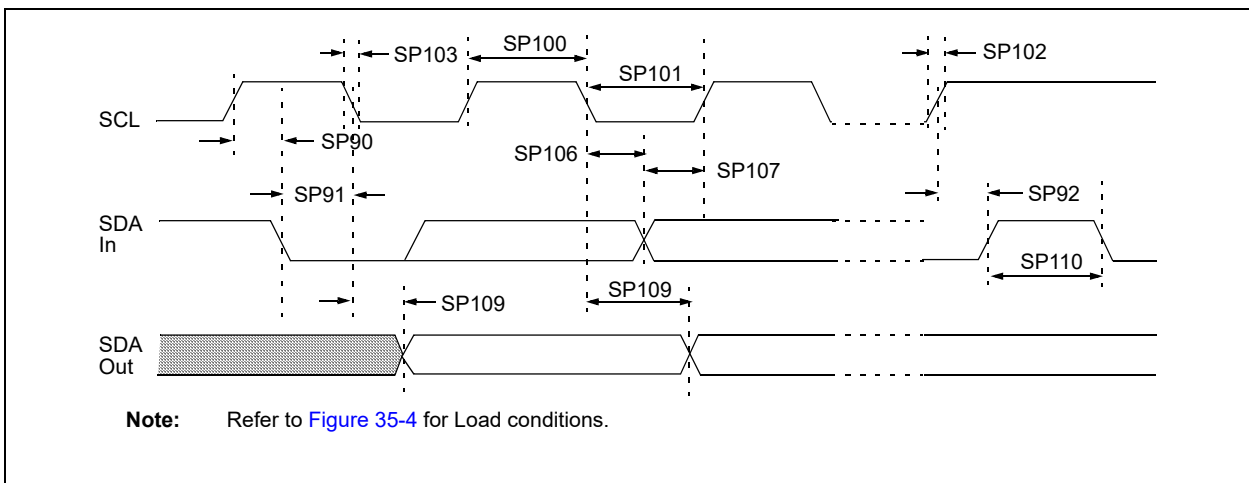 SP103
SP100
SP101
SP102
SCL
SP90
SP106
SP107
SP91
SP92
SDA
In
SP110
SP109
SP109
SDA
Out
Note: Refer to Figure 35-4 for Load conditions.